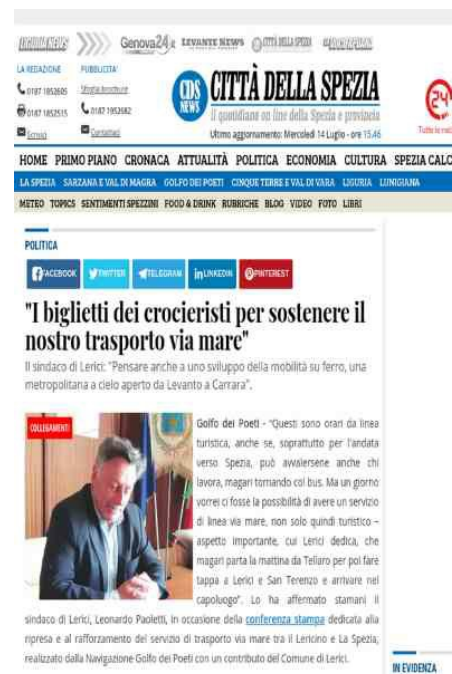 Genova24
LEVANTE NEWS
LA REDAZIONE
PUBBLICITA'
0187 1852605
Sfoglia brochure
0187 1852515
0187 1952682
Scrivici
Contattaci
CDS
NEWS
CITTÀ DELLA SPEZIA
Il quotidiano on line della Spezia e provincia
Ultimo aggiornamento: Mercoledì 14 Luglio - ore 15.46
24
HOME PRIMO PIANO CRONACA ATTUALITÀ POLITICA ECONOMIA CULTURA SPEZIA CALC
LA SPEZIA SARZANA E VAL DI MAGRA GOLFO DEI POETI CINQUE TERRE E VAL DI VARA LIGURIA LUNIGIANA
METEO TOPICS SENTIMENTI SPEZZINI FOOD & DRINK RUBRICHE BLOG VIDEO FOTO LIBRI
POLITICA
FACEBOOK TWITTER TELEGRAM LINKEDIN PINTEREST
"I biglietti dei crocieristi per sostenere il
nostro trasporto via mare"
Il sindaco di Lerici: "Pensare anche a uno sviluppo della mobilità su ferro, una
metropolitana a cielo aperto da Levanto a Carrara".
COLLEGAMENTI
Golfo dei Poeti - "Questi sono orari da linea
turistica, anche se, soprattutto per l'andata
verso Spezia, può avvalersene anche chi
lavora, magari tornando col bus. Ma un giorno
vorrei ci fosse la possibilità di avere un servizio
di linea via mare, non solo quindi turistico –
aspetto importante, cui Lerici dedica, che
magari parta la mattina da Tellaro per poi fare
tappa a Lerici e San Terenzo e arrivare nel
capoluogo". Lo ha affermato stamani il
sindaco di Lerici, Leonardo Paoletti, in occasione della conferenza stampa dedicata alla
ripresa e al rafforzamento del servizio di trasporto via mare tra il Lericino e La Spezia,
realizzato dalla Navigazione Golfo dei Poeti con un contributo del Comune di Lerici.
IN EVIDENZA